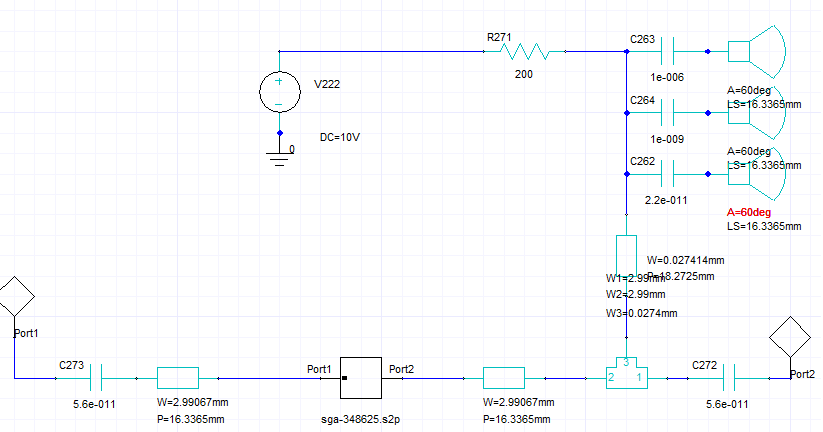 R271
200
V222
DC=10V
0
C263
1e-006
A=60deg
LS=16.3365mm
C264
1e-009
A=60deg
LS=16.3365mm
C262
2.2e-011
A=60deg
LS=16.3365mm
W=0.027414mm
P=18.2725mm
W1=2.99mm
W2=2.99mm
W3=0.0274mm
Port1
C273
5.6e-011
W=2.99067mm
P=16.3365mm
Port1
Port2
sga-348625.s2p
W=2.99067mm
P=16.3365mm
3
2
1
C272
5.6e-011
Port2